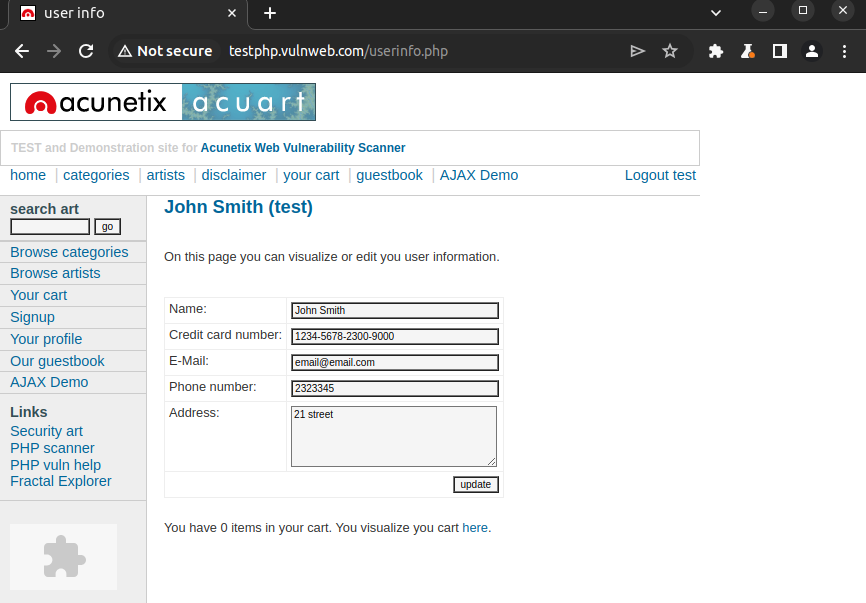 user info
Not secure testphp.vulnweb.com/userinfo.php
acunetix acuart
TEST and Demonstration site for Acunetix Web Vulnerability Scanner
home | categories | artists | disclaimer | your cart | guestbook | AJAX Demo Logout test
search art
go
Browse categories
Browse artists
Your cart
Signup
Your profile
Our guestbook
AJAX Demo
Links
Security art
PHP scanner
PHP vuln help
Fractal Explorer
John Smith (test)
On this page you can visualize or edit you user information.
Name: John Smith
Credit card number: 1234-5678-2300-9000
E-Mail: email@email.com
Phone number: 2323345
Address: 21 street
update
You have 0 items in your cart. You visualize you cart here.